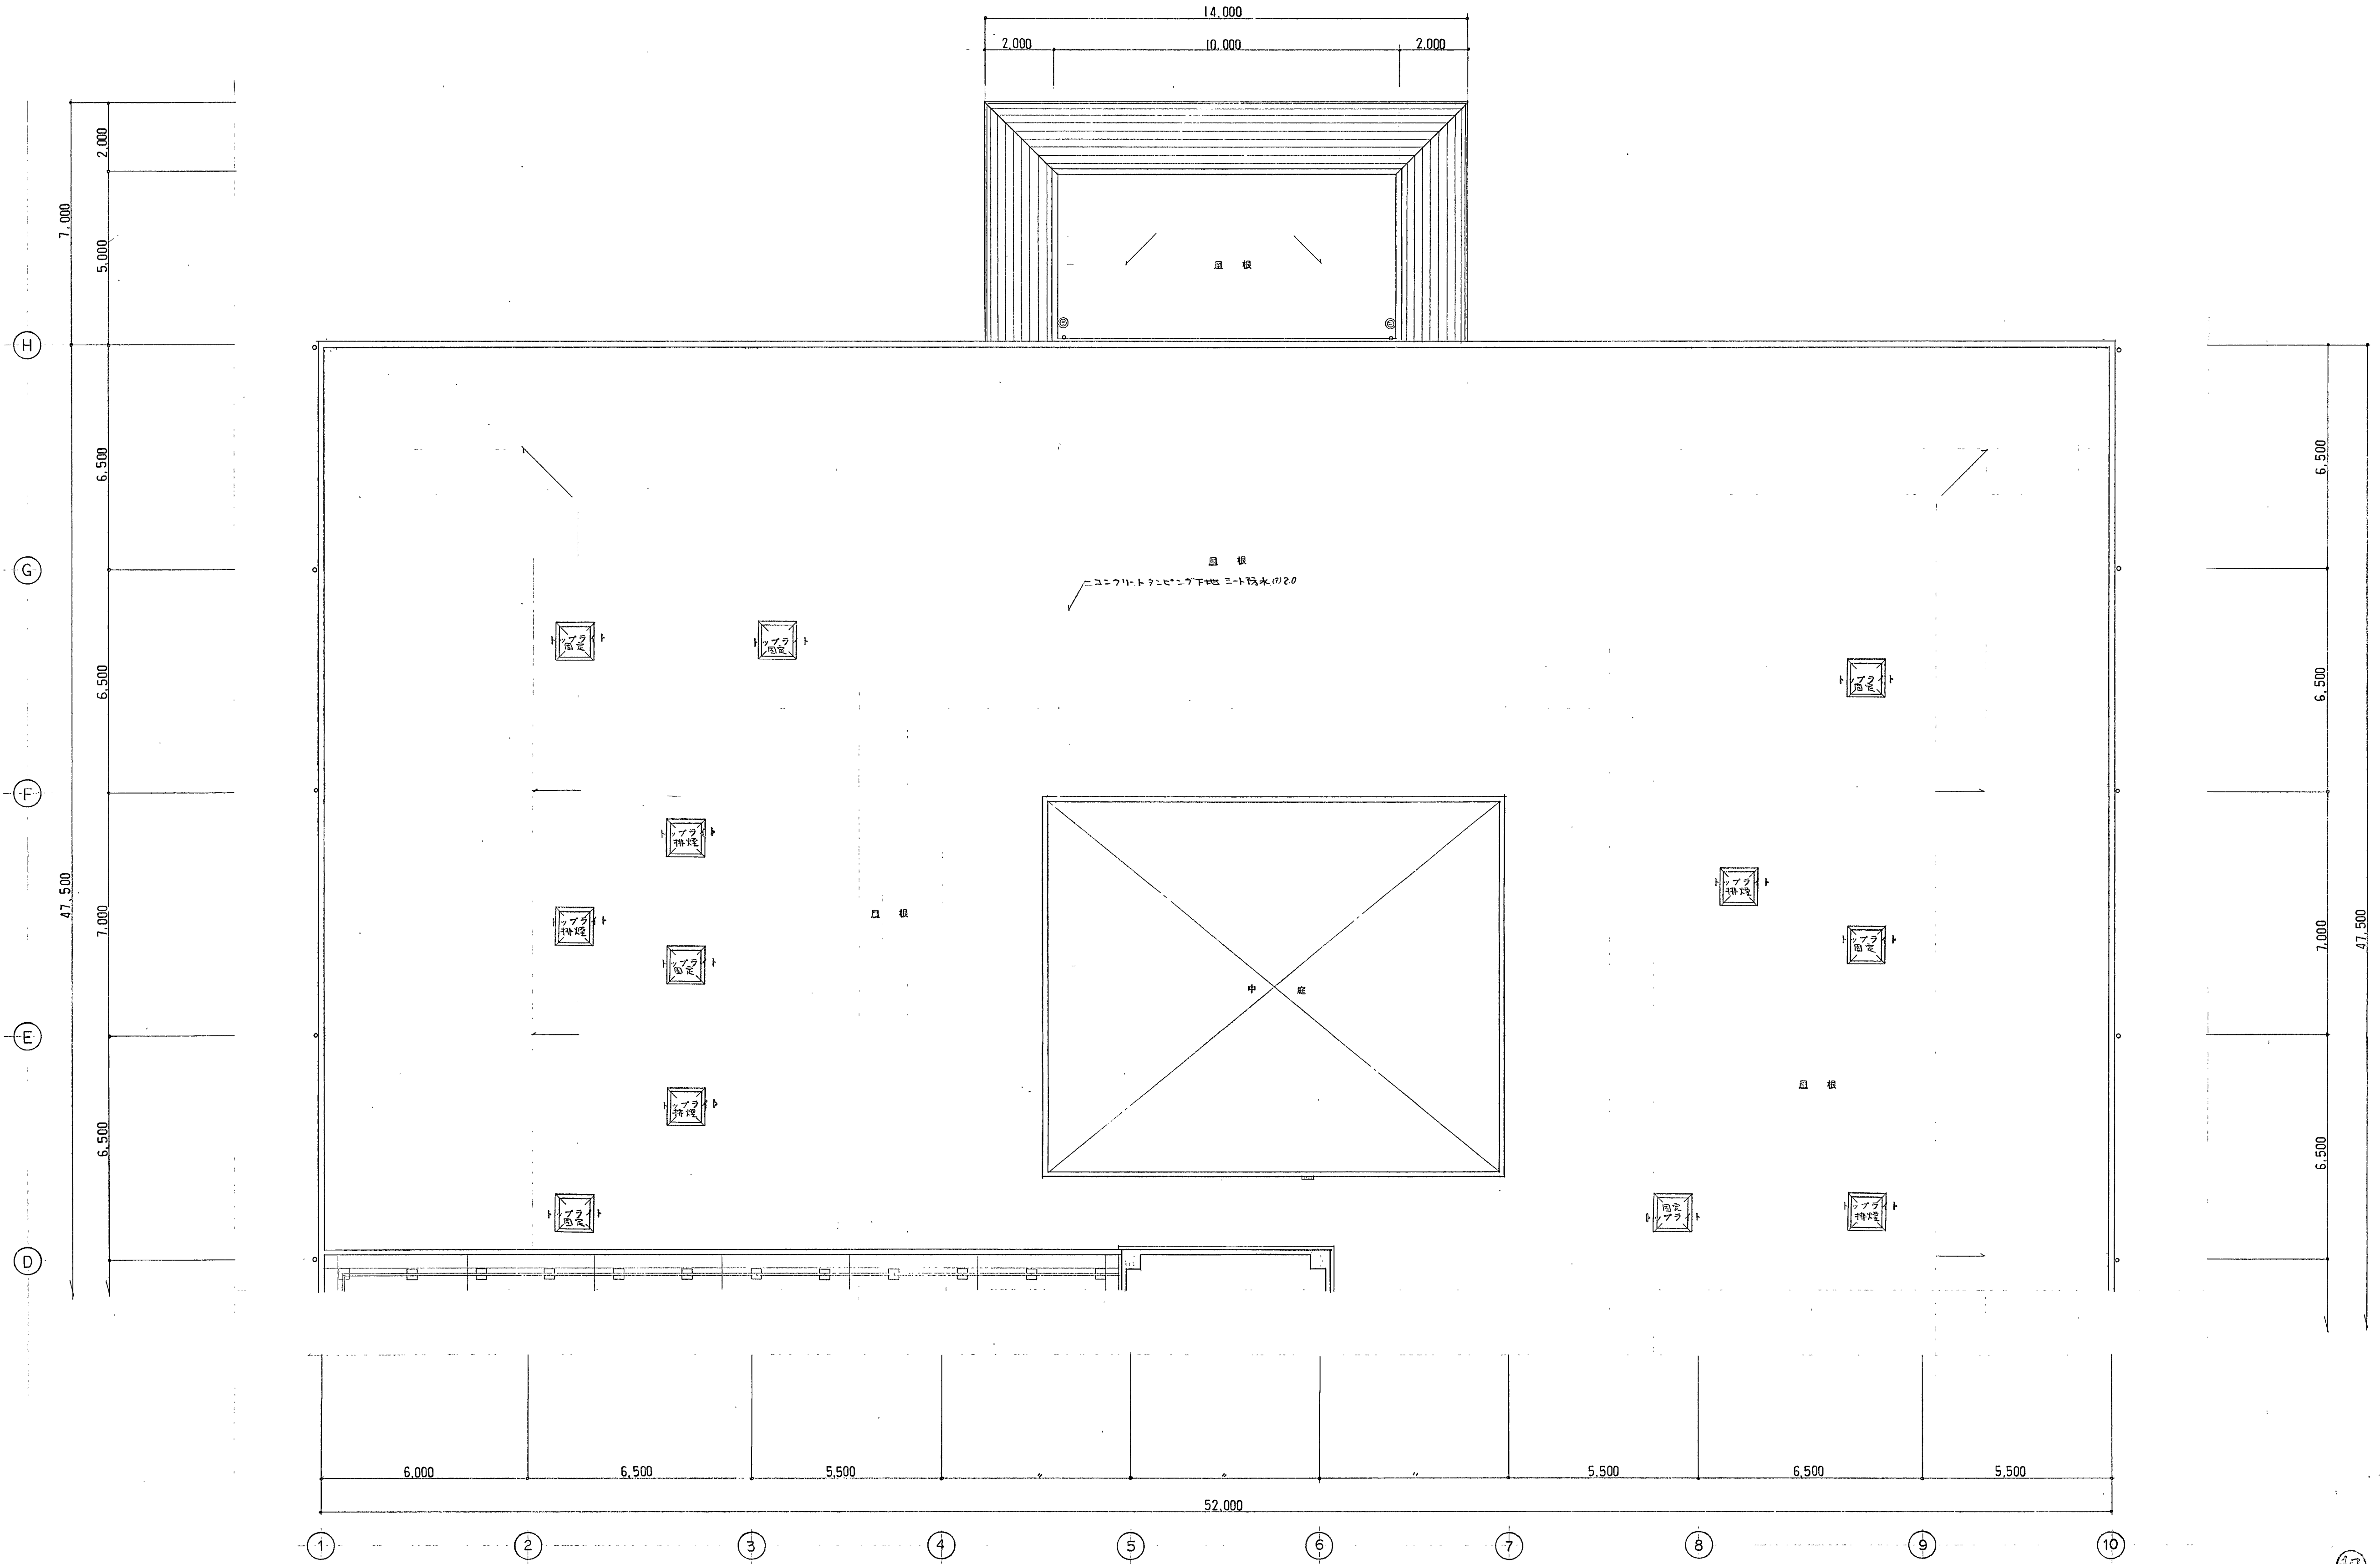 14,000
2,000 10,000 2,000
2,000
7,000
5,000
屋 根
H
6,500 6,500
屋 根
G
コンクリートタンピング下地 シート防水(ア)2.0
トップライト
固定
トップライト
固定
トップライト
固定
6,500 6,500
F
トップライト
排煙
トップライト
排煙
47,500
7,000
屋 根
トップライト
排煙
トップライト
固定
7,000
47,500
トップライト
固定
中 庭
E
屋 根
トップライト
排煙
6,500 6,500
トップライト
固定
固定
トップライト
トップライト
排煙
D
6,000 6,500 5,500 〃 〃 〃 5,500 6,500 5,500
52,000
1 2 3 4 5 6 7 8 9 10